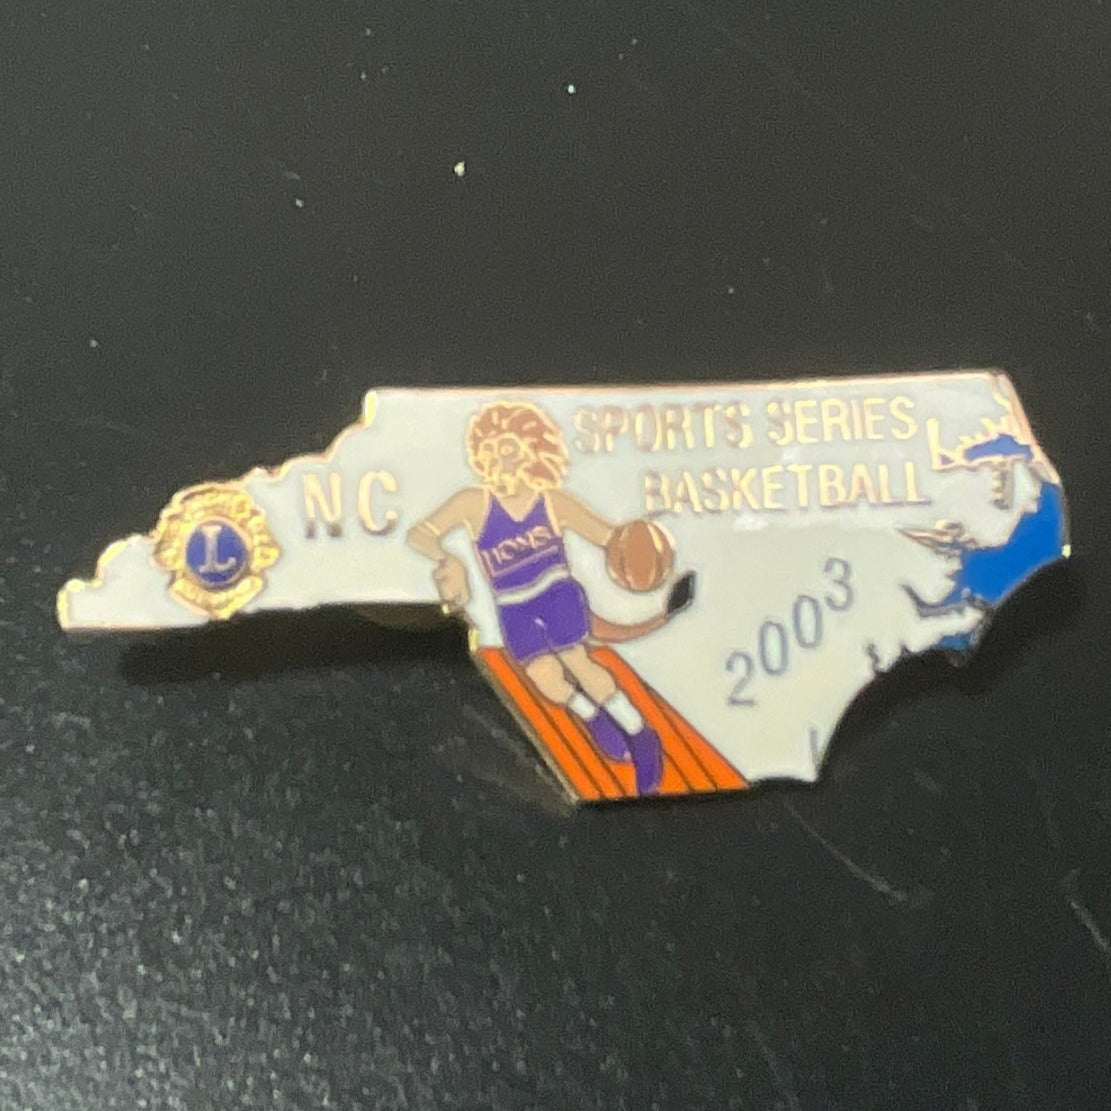 SPORTS SERIES
NC
BASKETBALL
L
LIONS
2003